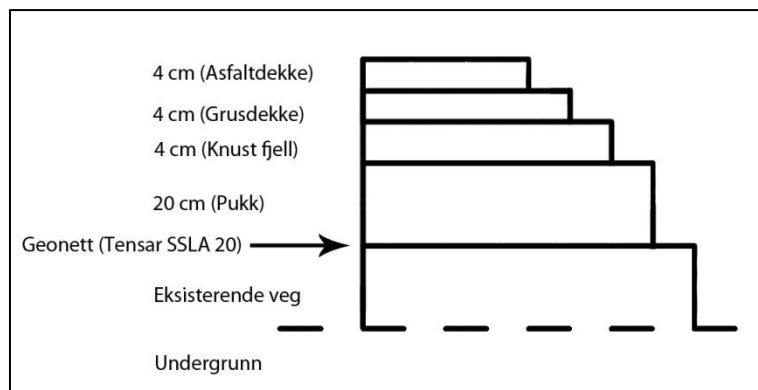 4 cm (Asfaltdekke)
4 cm (Grusdekke)
4 cm (Knust fjell)
20 cm (Pukk)
Geonett (Tensar SSLA 20)
Eksisterende veg
Undergrunn